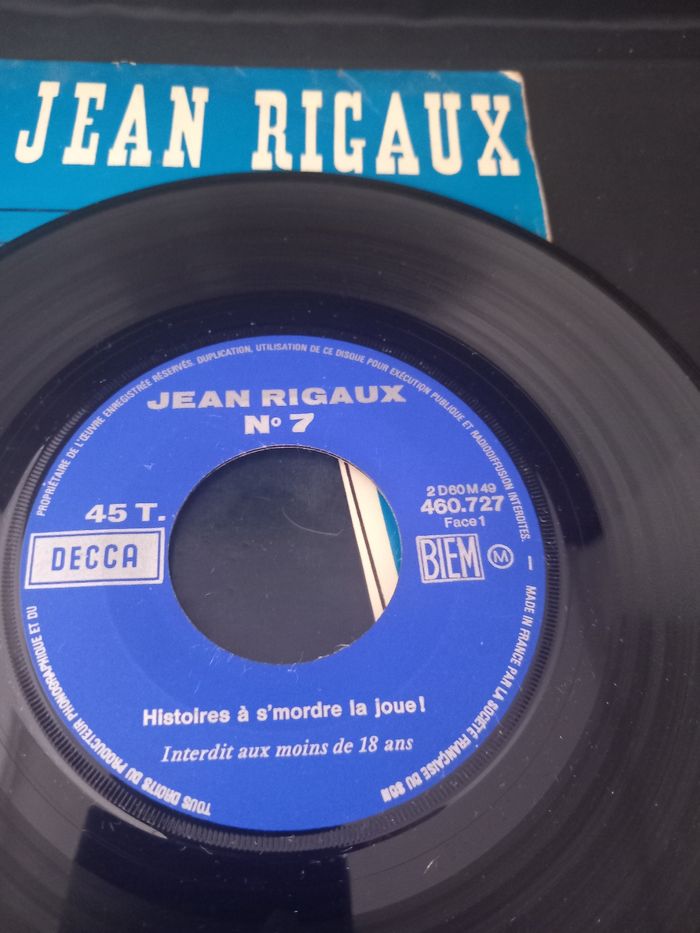 JEAN RIGAUX
PROPRIÉTAIRE DE L'ŒUVRE ENREGISTRÉE RÉSERVÉS. DUPLICATION, UTILISATION DE CE DISQUE POUR EXÉCUTION PUBLIQUE ET RADIODIFFUSION INTERDITES. — MADE IN FRANCE PAR LA SOCIÉTÉ FRANÇAISE DU SON
JEAN RIGAUX
No 7
45 T.
2 D60 M 49
460.727
Face 1
DECCA
BIEM
M
Histoires à s'mordre la joue!
Interdit aux moins de 18 ans
TOUS DROITS DU PRODUCTEUR PHONOGRAPHIQUE ET DU